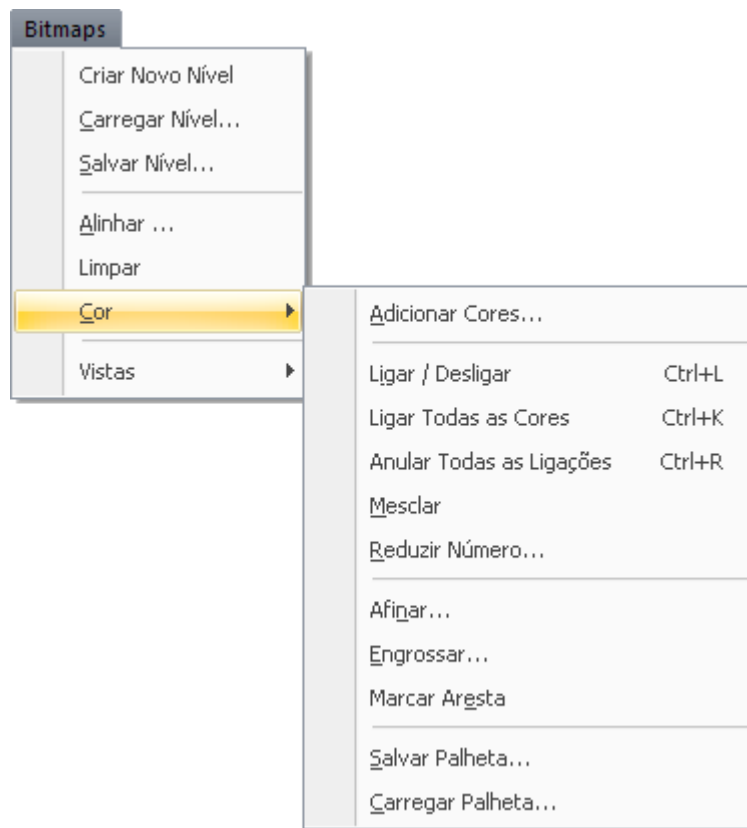 Bitmaps
Criar Novo Nível
Carregar Nível...
Salvar Nível...
Alinhar ...
Limpar
Cor
Vistas
Adicionar Cores...
Ligar / Desligar Ctrl+L
Ligar Todas as Cores Ctrl+K
Anular Todas as Ligações Ctrl+R
Mesclar
Reduzir Número...
Afinar...
Engrossar...
Marcar Aresta
Salvar Palheta...
Carregar Palheta...